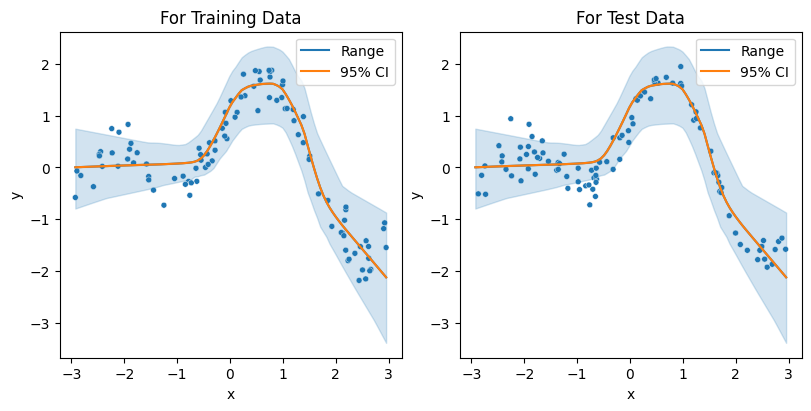 For Training Data
For Test Data
Range
95% CI
Range
95% CI
y
2
1
0
−1
−2
−3
y
2
1
0
−1
−2
−3
−3 −2 −1 0 1 2 3
−3 −2 −1 0 1 2 3
x
x